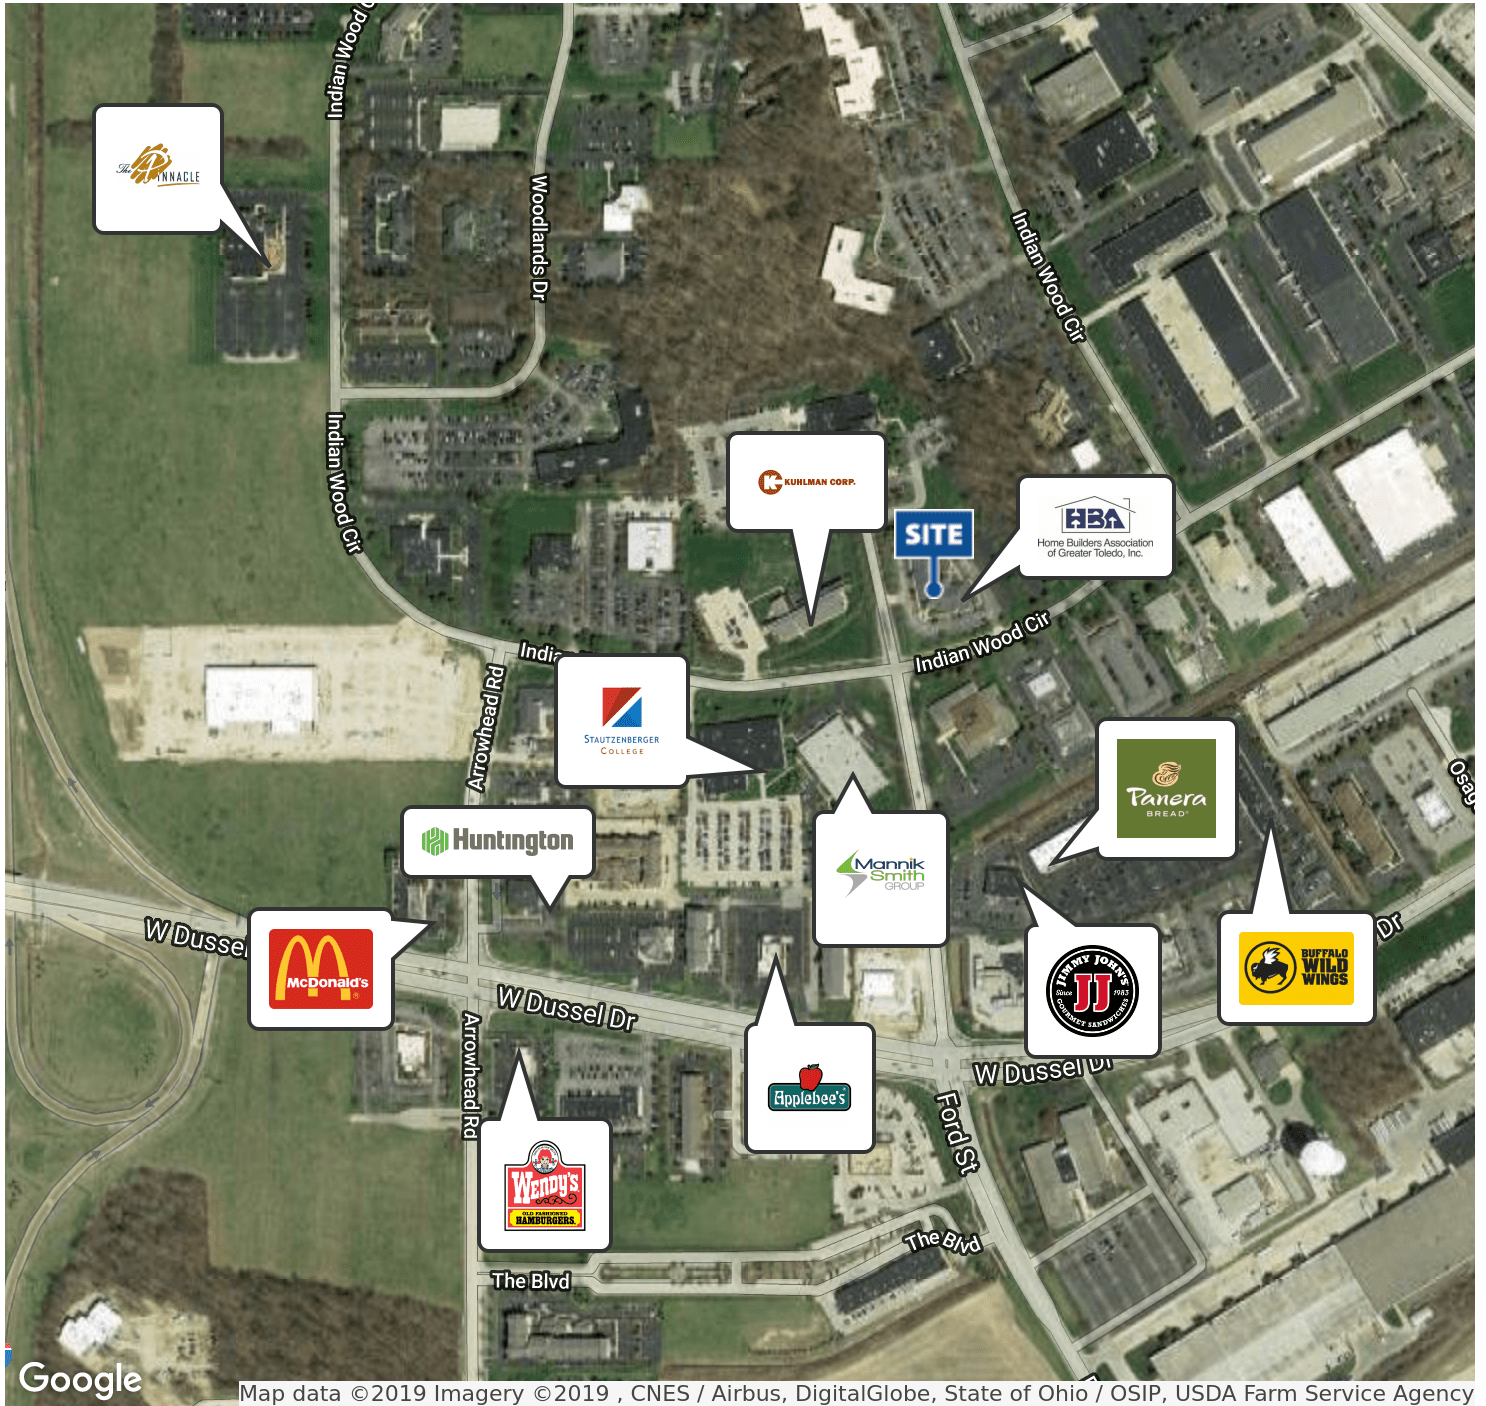 Indian Wood C
The
PINNACLE
Woodlands Dr
Indian Wood Cir
Indian Wood Cir
KUHLMAN CORP.
SITE
HBA
Home Builders Association
of Greater Toledo, Inc.
Indian Wood Cir
India
STAUTZENBERGER
COLLEGE
Arrowhead Rd
Panera
BREAD®
Osag
Huntington
Mannik
Smith
GROUP
W Dussel
McDonald's
®
W Dussel Dr
JIMMY JOHN'S
Since 1983
JJ
GOURMET SANDWICHES
BUFFALO
WILD
WINGS
Dr
Arrowhead Rd
Applebee's
W Dussel Dr
Ford St
WENDY'S
OLD FASHIONED
HAMBURGERS.
The Blvd
The Blvd
Google
Map data ©2019 Imagery ©2019 , CNES / Airbus, DigitalGlobe, State of Ohio / OSIP, USDA Farm Service Agency